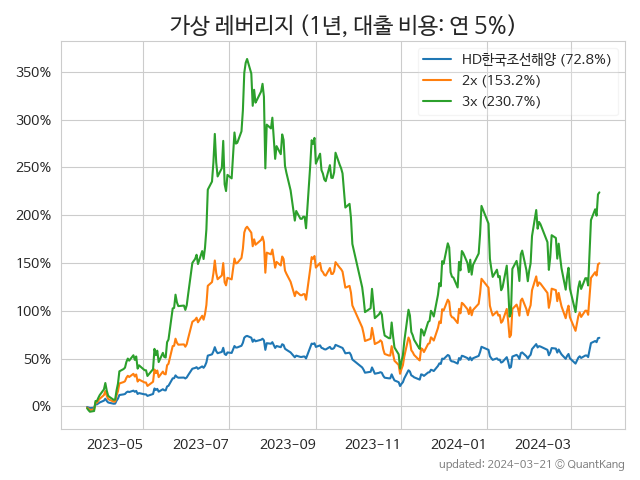 가상 레버리지 (1년, 대출 비용: 연 5%)
HD한국조선해양 (72.8%)
2x (153.2%)
3x (230.7%)
350%
300%
250%
200%
150%
100%
50%
0%
2023-05
2023-07
2023-09
2023-11
2024-01
2024-03
updated: 2024-03-21 © QuantKang